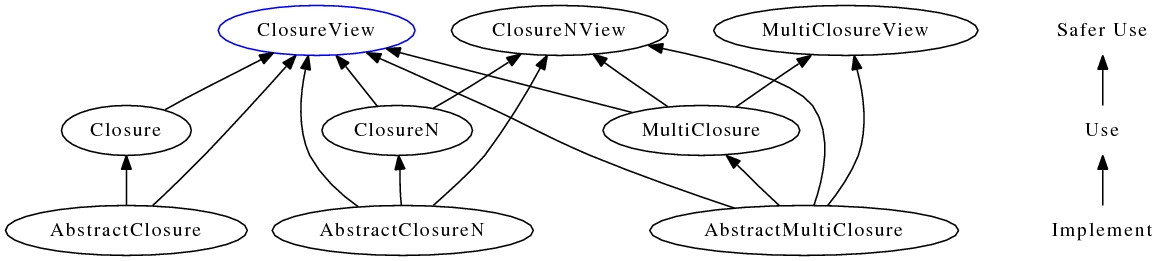 ClosureView
ClosureNView
MultiClosureView
Safer Use
Closure
ClosureN
MultiClosure
Use
AbstractClosure
AbstractClosureN
AbstractMultiClosure
Implement